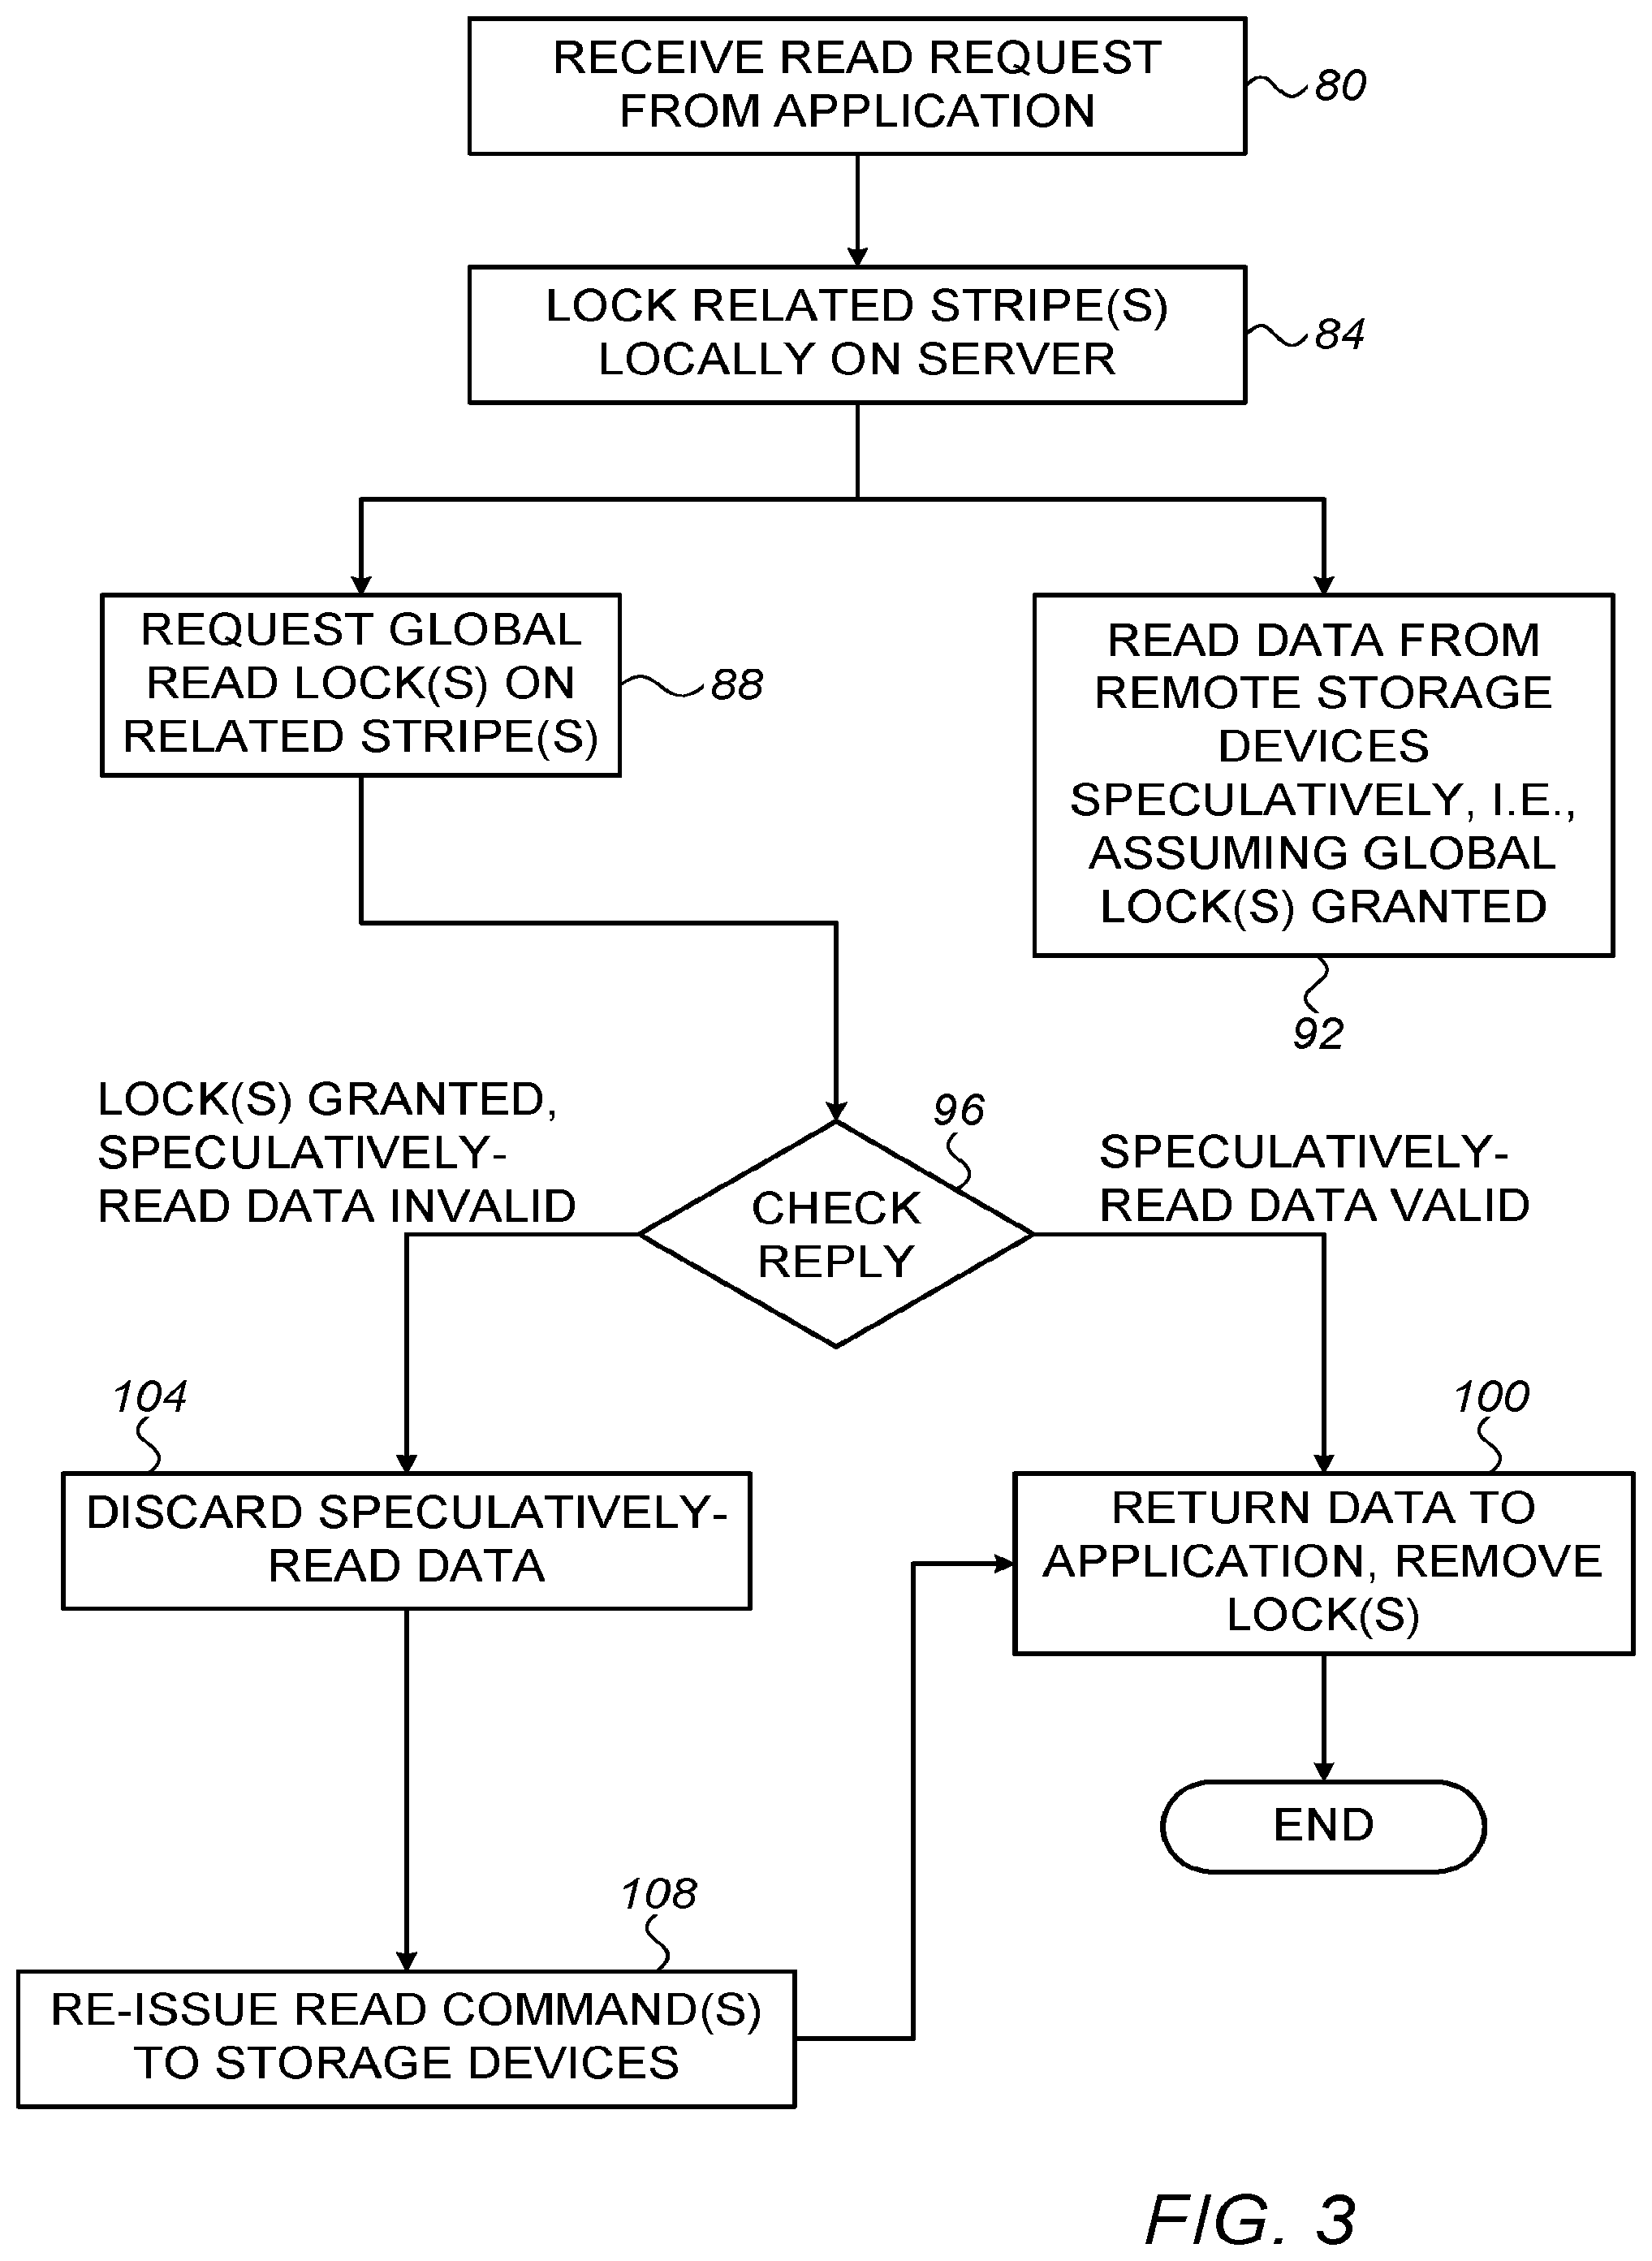 RECEIVE READ REQUEST
FROM APPLICATION
80
LOCK RELATED STRIPE(S)
LOCALLY ON SERVER
84
REQUEST GLOBAL
READ LOCK(S) ON
RELATED STRIPE(S)
88
READ DATA FROM
REMOTE STORAGE
DEVICES
SPECULATIVELY, I.E.,
ASSUMING GLOBAL
LOCK(S) GRANTED
92
LOCK(S) GRANTED,
SPECULATIVELY-
READ DATA INVALID
96
CHECK
REPLY
SPECULATIVELY-
READ DATA VALID
104
DISCARD SPECULATIVELY-
READ DATA
100
RETURN DATA TO
APPLICATION, REMOVE
LOCK(S)
END
108
RE-ISSUE READ COMMAND(S)
TO STORAGE DEVICES
FIG. 3